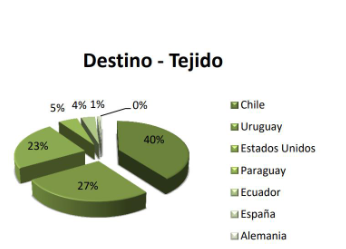 Destino - Tejido
5% 4% 1% 0%
23% 40%
27%
Chile
Uruguay
Estados Unidos
Paraguay
Ecuador
España
Alemania